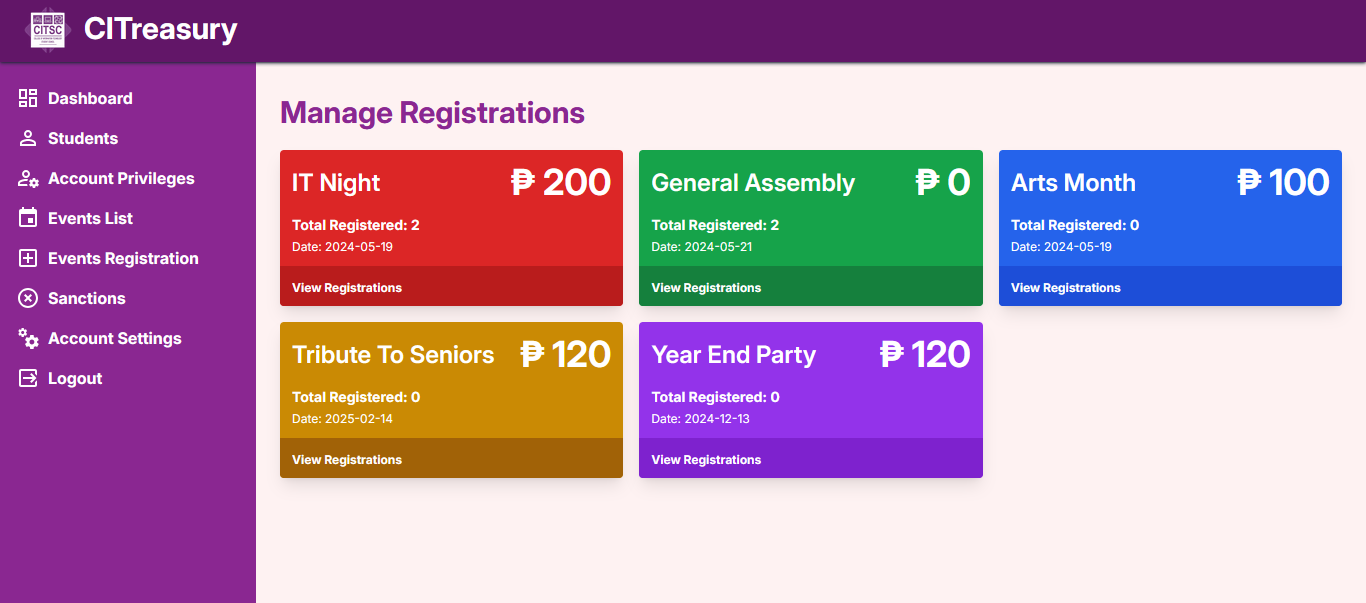 CITSC
CITreasury
Dashboard
Students
Account Privileges
Events List
Events Registration
Sanctions
Account Settings
Logout
Manage Registrations
IT Night ₱ 200
Total Registered: 2
Date: 2024-05-19
View Registrations
General Assembly ₱ 0
Total Registered: 2
Date: 2024-05-21
View Registrations
Arts Month ₱ 100
Total Registered: 0
Date: 2024-05-19
View Registrations
Tribute To Seniors ₱ 120
Total Registered: 0
Date: 2025-02-14
View Registrations
Year End Party ₱ 120
Total Registered: 0
Date: 2024-12-13
View Registrations